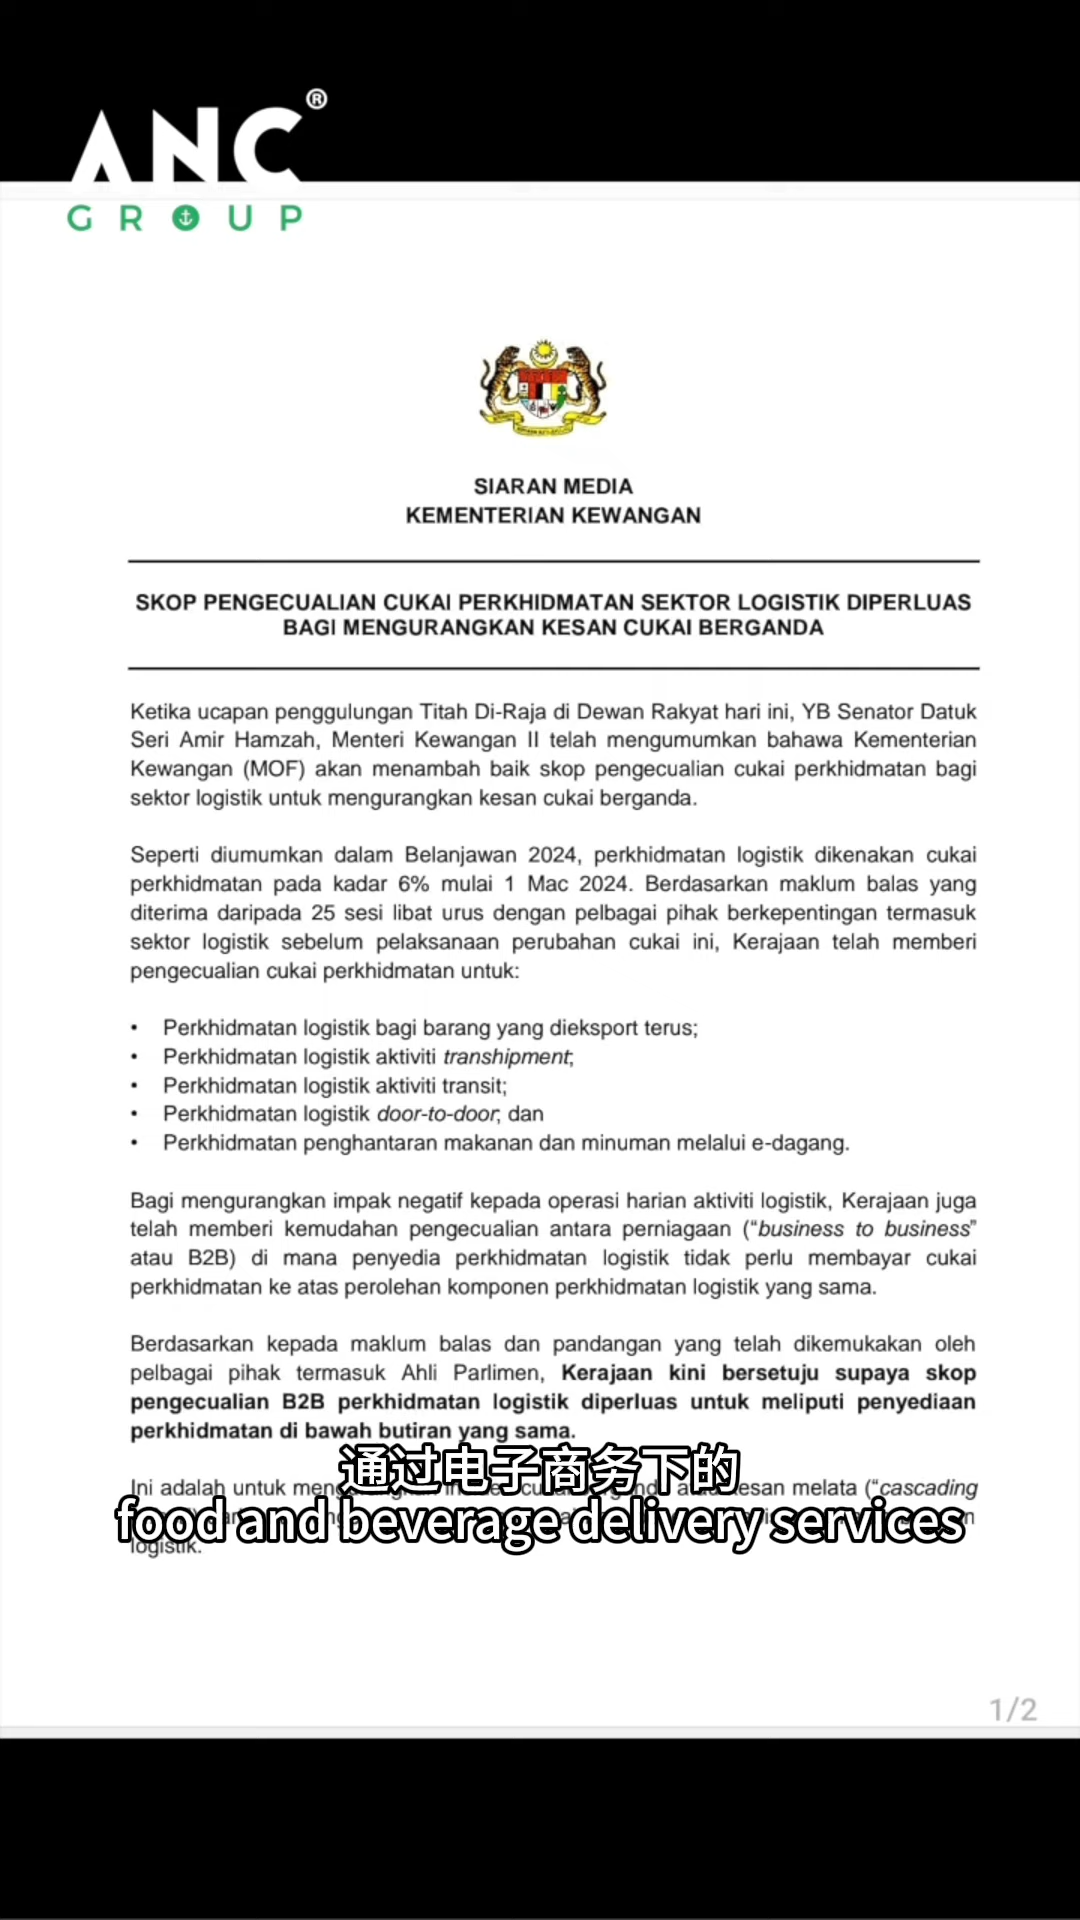 ANC®
GROUP
SIARAN MEDIA
KEMENTERIAN KEWANGAN
SKOP PENGECUALIAN CUKAI PERKHIDMATAN SEKTOR LOGISTIK DIPERLUAS
BAGI MENGURANGKAN KESAN CUKAI BERGANDA
Ketika ucapan penggulungan Titah Di-Raja di Dewan Rakyat hari ini, YB Senator Datuk
Seri Amir Hamzah, Menteri Kewangan II telah mengumumkan bahawa Kementerian
Kewangan (MOF) akan menambah baik skop pengecualian cukai perkhidmatan bagi
sektor logistik untuk mengurangkan kesan cukai berganda.
Seperti diumumkan dalam Belanjawan 2024, perkhidmatan logistik dikenakan cukai
perkhidmatan pada kadar 6% mulai 1 Mac 2024. Berdasarkan maklum balas yang
diterima daripada 25 sesi libat urus dengan pelbagai pihak berkepentingan termasuk
sektor logistik sebelum pelaksanaan perubahan cukai ini, Kerajaan telah memberi
pengecualian cukai perkhidmatan untuk:
• Perkhidmatan logistik bagi barang yang dieksport terus;
• Perkhidmatan logistik aktiviti transhipment;
• Perkhidmatan logistik aktiviti transit;
• Perkhidmatan logistik door-to-door; dan
• Perkhidmatan penghantaran makanan dan minuman melalui e-dagang.
Bagi mengurangkan impak negatif kepada operasi harian aktiviti logistik, Kerajaan juga
telah memberi kemudahan pengecualian antara perniagaan (“business to business”
atau B2B) di mana penyedia perkhidmatan logistik tidak perlu membayar cukai
perkhidmatan ke atas perolehan komponen perkhidmatan logistik yang sama.
Berdasarkan kepada maklum balas dan pandangan yang telah dikemukakan oleh
pelbagai pihak termasuk Ahli Parlimen, Kerajaan kini bersetuju supaya skop
pengecualian B2B perkhidmatan logistik diperluas untuk meliputi penyediaan
perkhidmatan di bawah butiran yang sama.
通过电子商务下的
Ini adalah untuk kesan melata (“cascading
food and beverage delivery services
logistik.
1/2